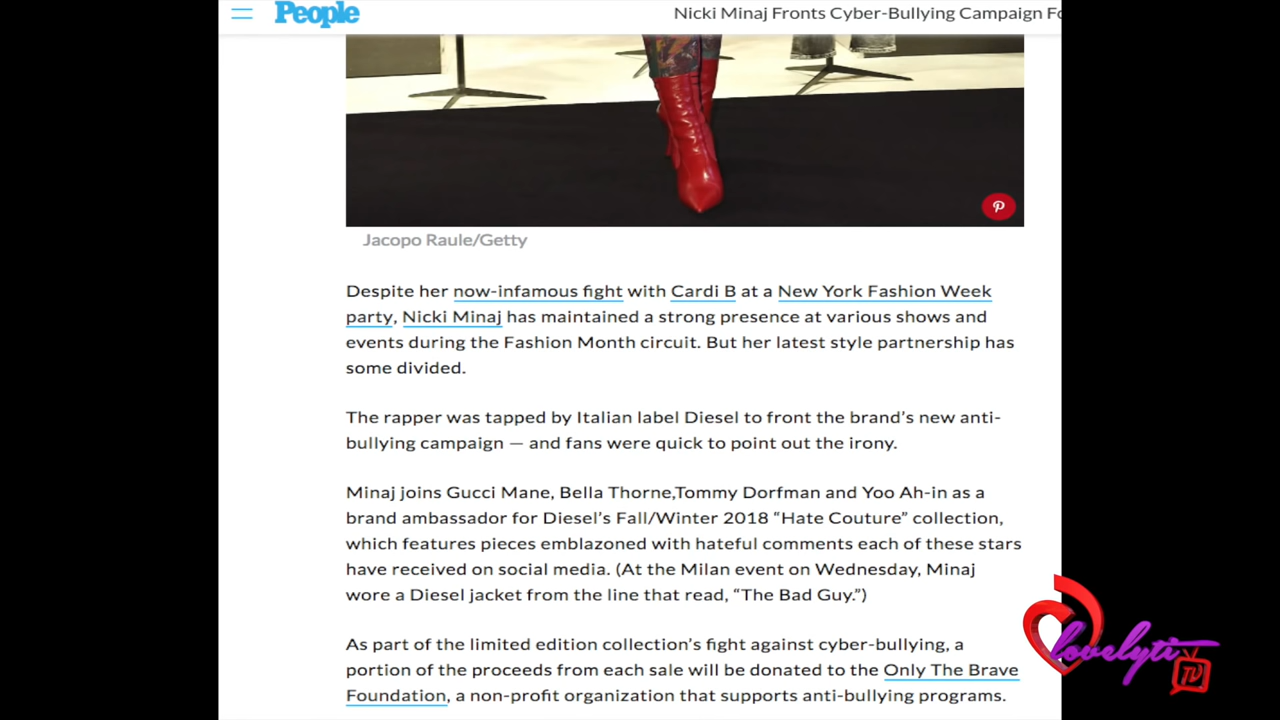 People
Nicki Minaj Fronts Cyber-Bullying Campaign Fo
Jacopo Raule/Getty
Despite her now-infamous fight with Cardi B at a New York Fashion Week
party, Nicki Minaj has maintained a strong presence at various shows and
events during the Fashion Month circuit. But her latest style partnership has
some divided.
The rapper was tapped by Italian label Diesel to front the brand’s new anti-
bullying campaign — and fans were quick to point out the irony.
Minaj joins Gucci Mane, Bella Thorne,Tommy Dorfman and Yoo Ah-in as a
brand ambassador for Diesel’s Fall/Winter 2018 “Hate Couture” collection,
which features pieces emblazoned with hateful comments each of these stars
have received on social media. (At the Milan event on Wednesday, Minaj
wore a Diesel jacket from the line that read, “The Bad Guy.”)
As part of the limited edition collection’s fight against cyber-bullying, a
portion of the proceeds from each sale will be donated to the Only The Brave
Foundation, a non-profit organization that supports anti-bullying programs.
lovelyti
TV